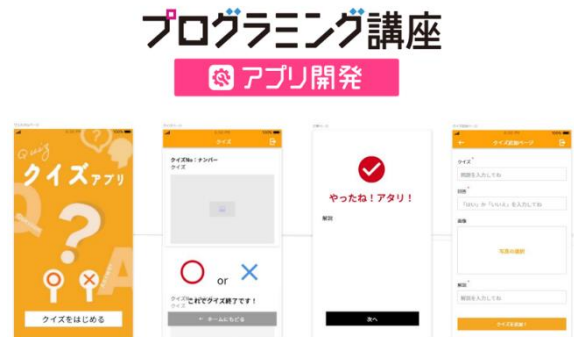 プログラミング講座
アプリ開発
Quiz
クイズアプリ
?
クイズをはじめる
クイズ
クイズNo：ナンバー
クイズ
or
これでクイズ終了です！
← ホームにもどる
やったね！アタリ！
解説
次へ
クイズ追加ページ
クイズ*
問題を入力してね
回答*
「はい」か「いいえ」を入力してね
画像
写真の選択
解説*
解説を入力してね
クイズを追加！